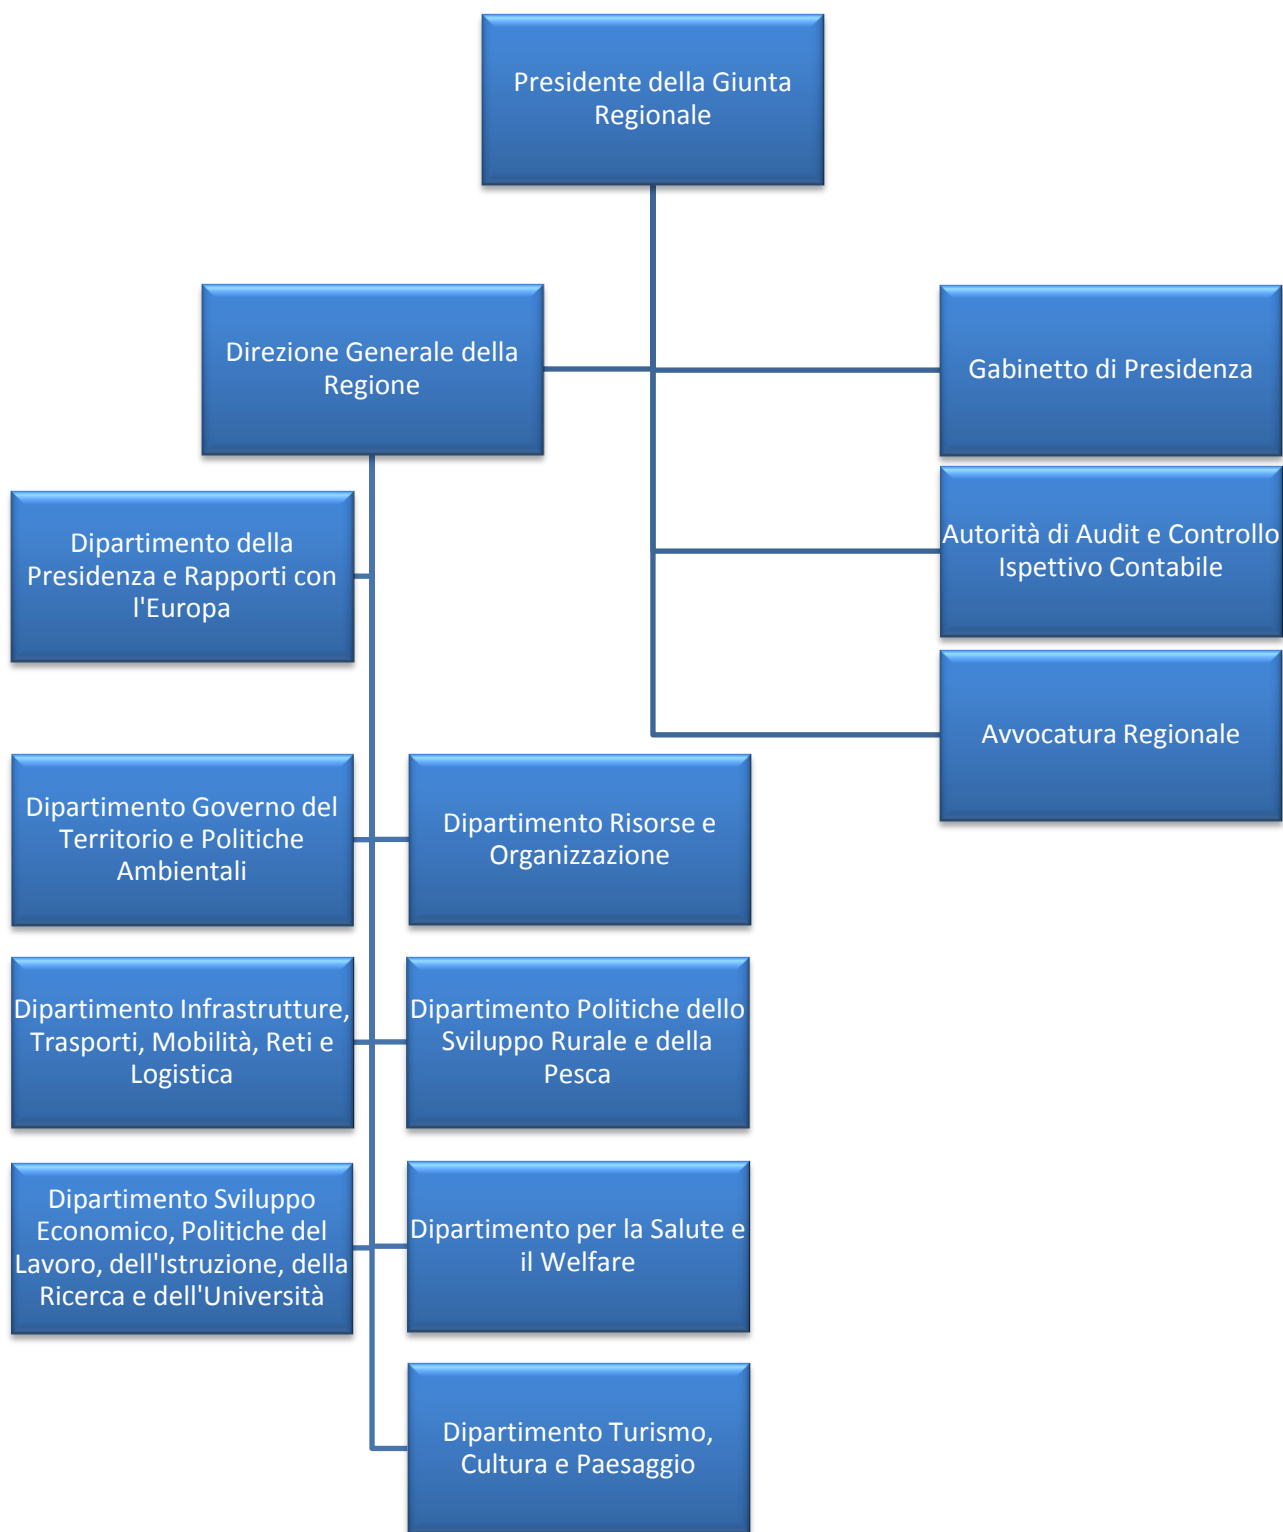 Presidente della Giunta
Regionale
Direzione Generale della
Regione
Gabinetto di Presidenza
Dipartimento della
Presidenza e Rapporti con
l'Europa
Autorità di Audit e Controllo
Ispettivo Contabile
Avvocatura Regionale
Dipartimento Governo del
Territorio e Politiche
Ambientali
Dipartimento Risorse e
Organizzazione
Dipartimento Infrastrutture,
Trasporti, Mobilità, Reti e
Logistica
Dipartimento Politiche dello
Sviluppo Rurale e della
Pesca
Dipartimento Sviluppo
Economico, Politiche del
Lavoro, dell'Istruzione, della
Ricerca e dell'Università
Dipartimento per la Salute e
il Welfare
Dipartimento Turismo,
Cultura e Paesaggio